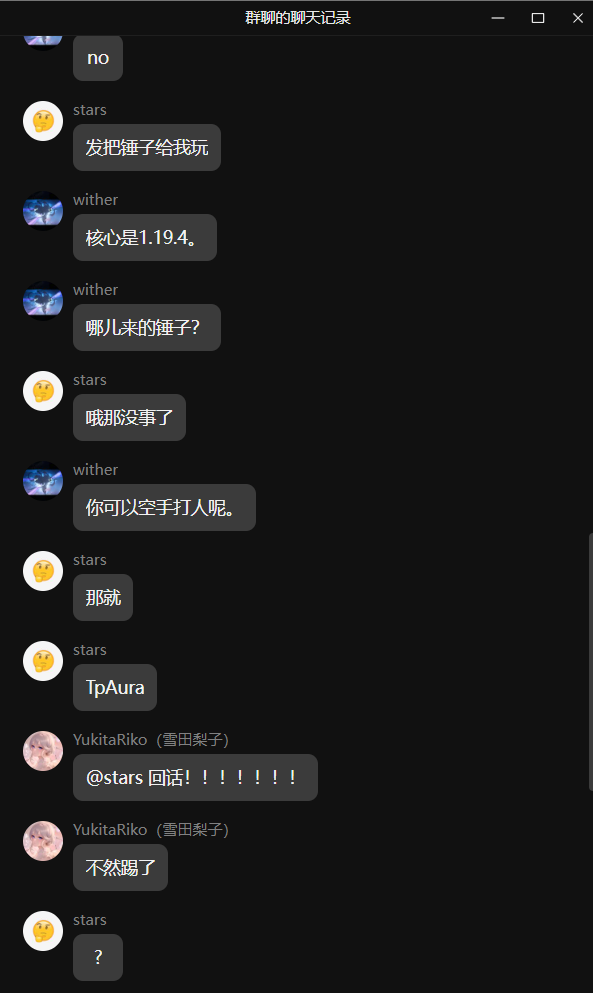 群聊的聊天记录
no
stars
发把锤子给我玩
wither
核心是1.19.4。
wither
哪儿来的锤子？
stars
哦那没事了
wither
你可以空手打人呢。
stars
那就
stars
TpAura
YukitaRiko（雪田梨子）
@stars 回话！！！！！！！
YukitaRiko（雪田梨子）
不然踢了
stars
？